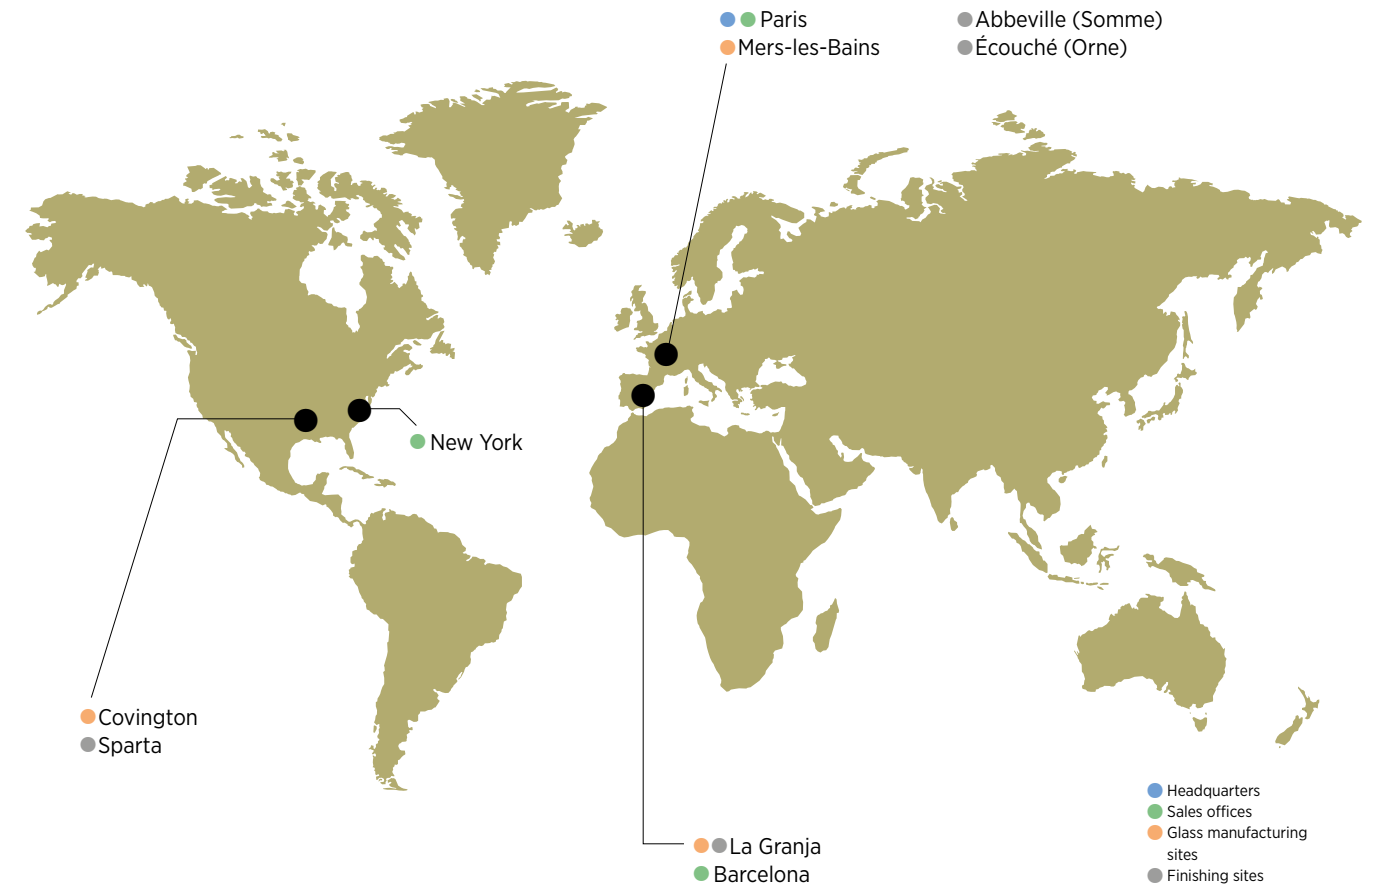 Paris
Mers-les-Bains
Abbeville (Somme)
Écouché (Orne)
New York
Covington
Sparta
La Granja
Barcelona
Headquarters
Sales offices
Glass manufacturing
sites
Finishing sites